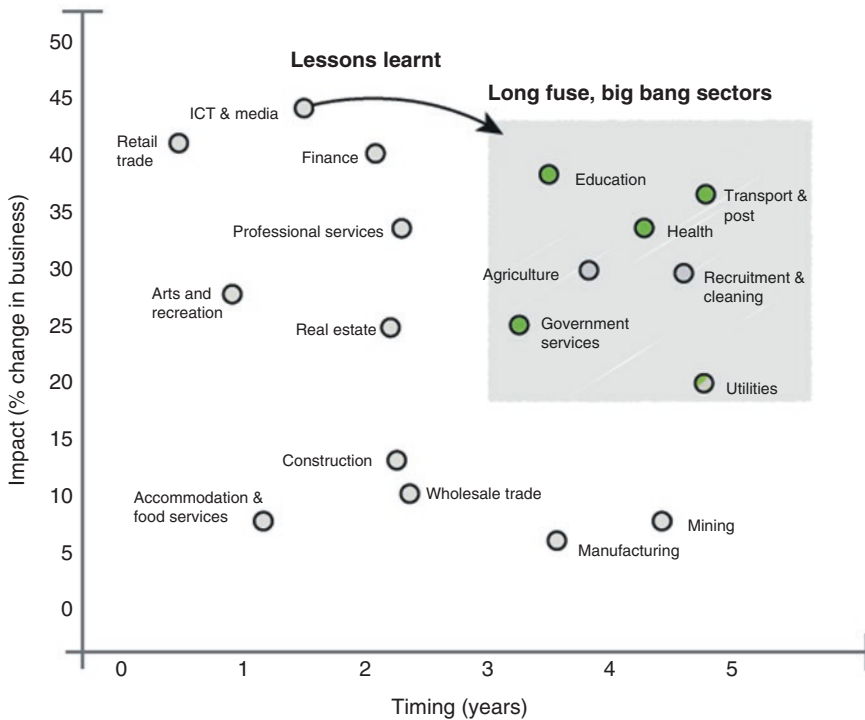 Lessons learnt
Long fuse, big bang sectors
Impact (% change in business)
50
45
40
35
30
25
20
15
10
5
0
ICT & media
Retail
trade
Finance
Professional services
Arts and
recreation
Real estate
Construction
Wholesale trade
Accommodation &
food services
Education
Transport &
post
Health
Agriculture
Recruitment &
cleaning
Government
services
Utilities
Mining
Manufacturing
0
1
2
3
4
5
Timing (years)